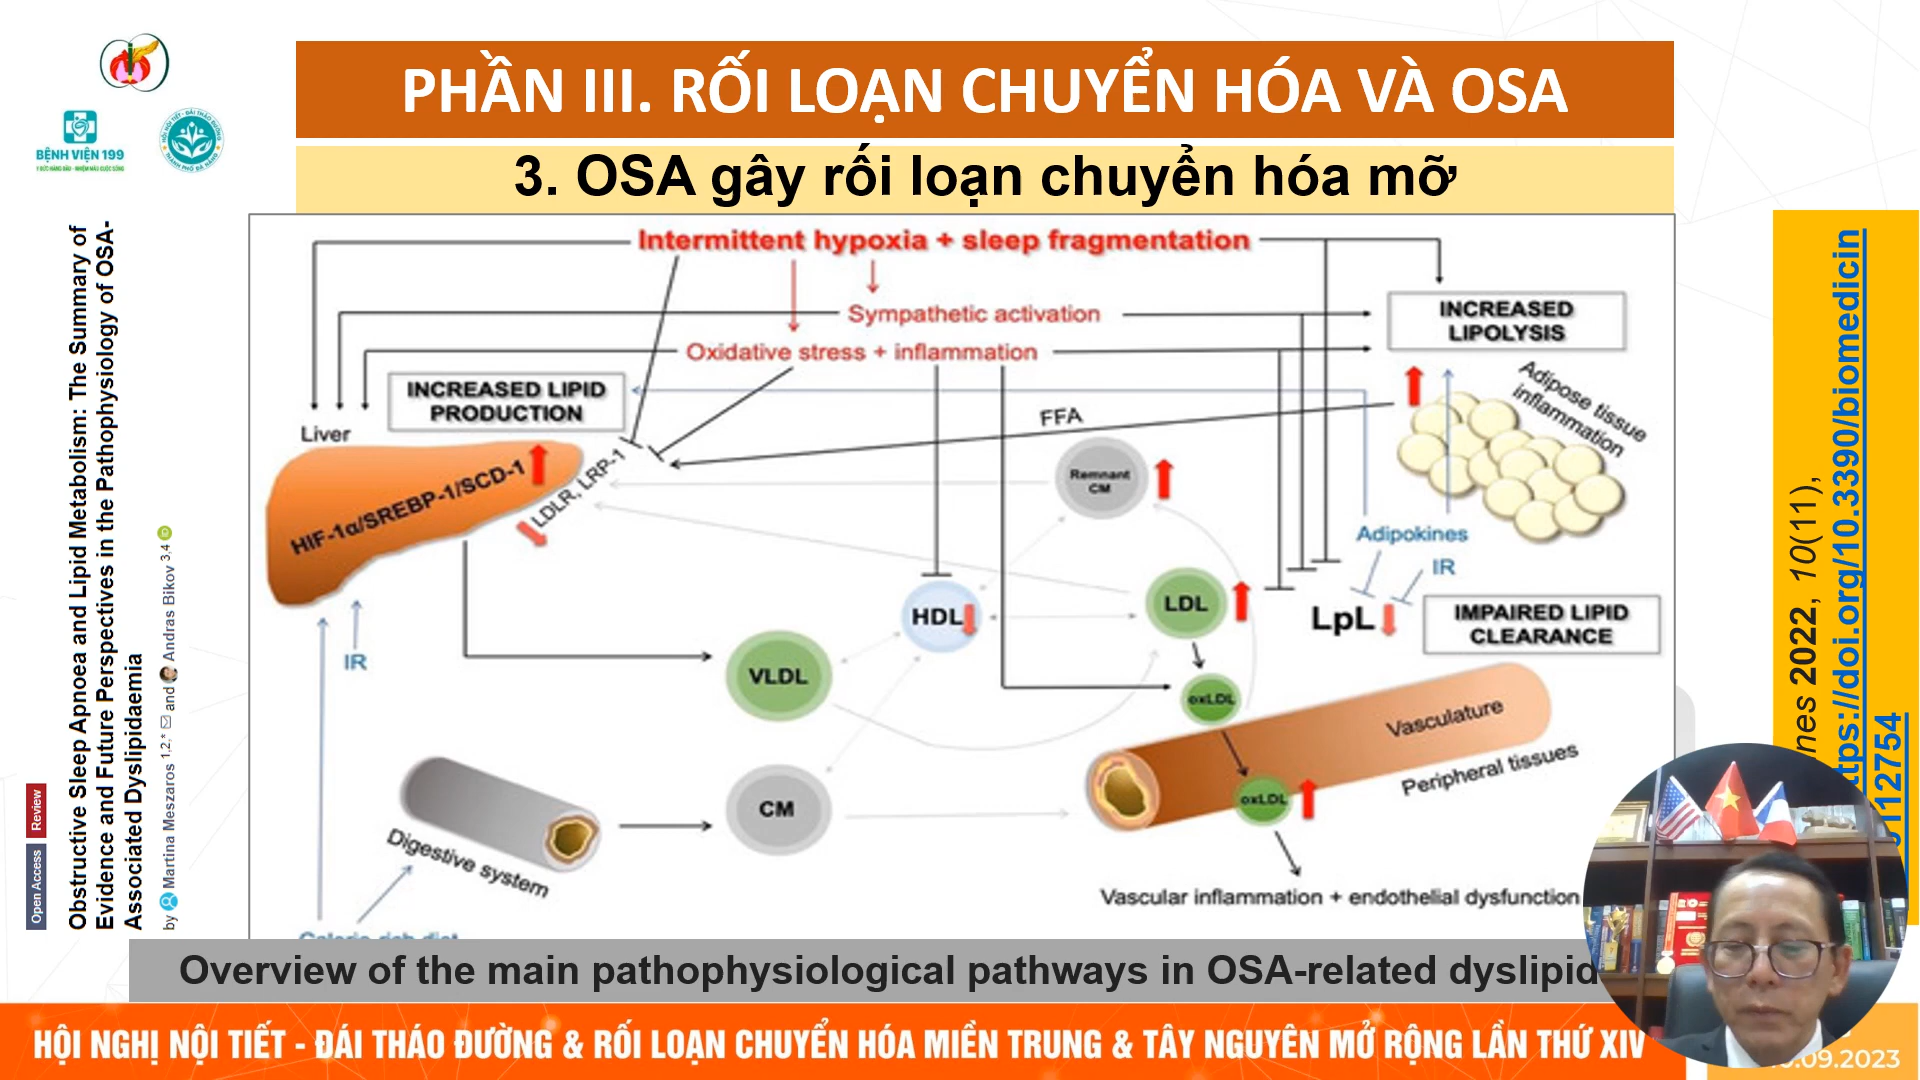 PHẦN III. RỐI LOẠN CHUYỂN HÓA VÀ OSA
3. OSA gây rối loạn chuyển hóa mỡ
BỆNH VIỆN 199
Obstructive Sleep Apnoea and Lipid Metabolism: The Summary of
Evidence and Future Perspectives in the Pathophysiology of OSA-
Associated Dyslipidaemia
Open Access
Review
by Martina Meszaros 1,2,* and Andras Bikov 3,4
Intermittent hypoxia + sleep fragmentation
Sympathetic activation
Oxidative stress + inflammation
INCREASED LIPID
PRODUCTION
INCREASED
LIPOLYSIS
Adipose tissue
inflammation
Liver
HIF-1α/SREBP-1/SCD-1
LDLR, LRP-1
FFA
Remnant
CM
Adipokines
IR
LpL
IMPAIRED LIPID
CLEARANCE
HDL
LDL
oxLDL
IR
VLDL
CM
Digestive system
Vasculature
Peripheral tissues
oxLDL
Vascular inflammation + endothelial dysfunction
nes 2022, 10(11),
ttps://doi.org/10.3390/biomedicin
112754
Overview of the main pathophysiological pathways in OSA-related dyslipid
HỘI NGHỊ NỘI TIẾT - ĐÁI THÁO ĐƯỜNG & RỐI LOẠN CHUYỂN HÓA MIỀN TRUNG & TÂY NGUYÊN MỞ RỘNG LẦN THỨ XIV
.09.2023